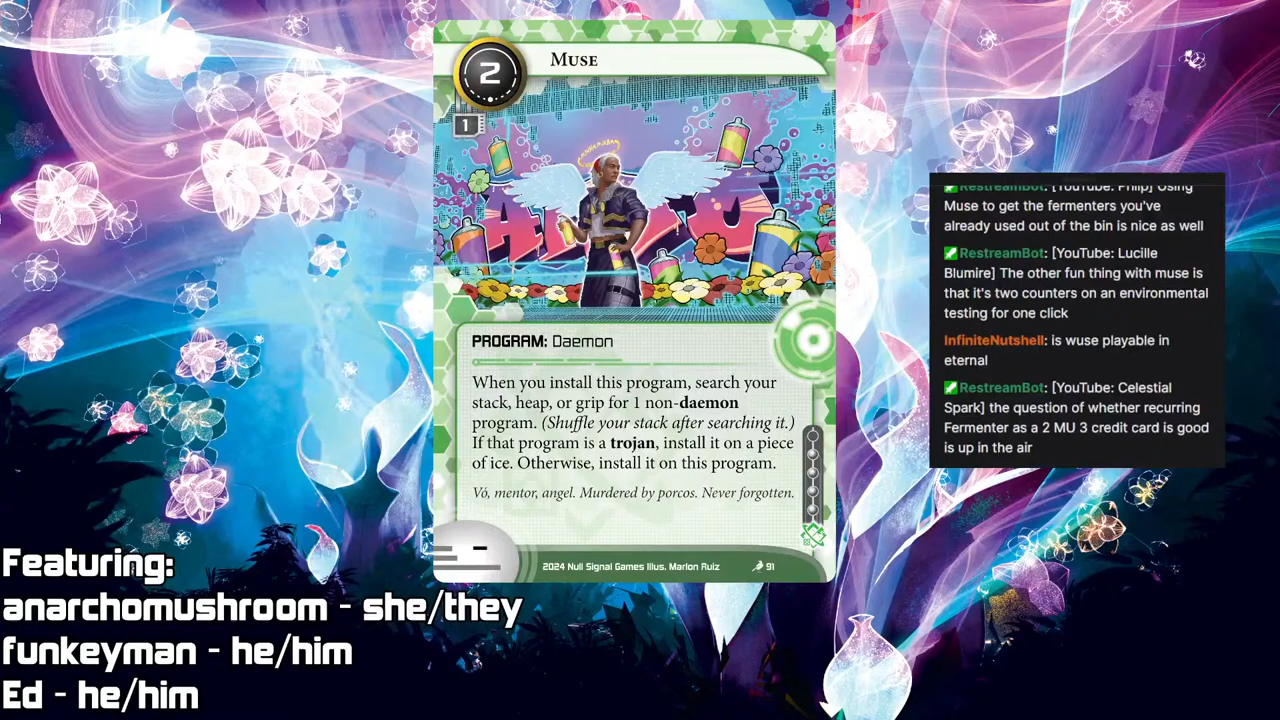 2
MUSE
1
PROGRAM: Daemon
When you install this program, search your
stack, heap, or grip for 1 non-daemon
program. (Shuffle your stack after searching it.)
If that program is a trojan, install it on a piece
of ice. Otherwise, install it on this program.
Vó, mentor, angel. Murdered by porcos. Never forgotten.
2024 Null Signal Games Illus. Marlon Ruiz
91
RestreamBot: [YouTube: Philp] Using
Muse to get the fermenters you've
already used out of the bin is nice as well
RestreamBot: [YouTube: Lucille
Blumire] The other fun thing with muse is
that it's two counters on an environmental
testing for one click
InfiniteNutshell: is wuse playable in
eternal
RestreamBot: [YouTube: Celestial
Spark] the question of whether recurring
Fermenter as a 2 MU 3 credit card is good
is up in the air
Featuring:
anarchomushroom - she/they
funkeyman - he/him
Ed - he/him